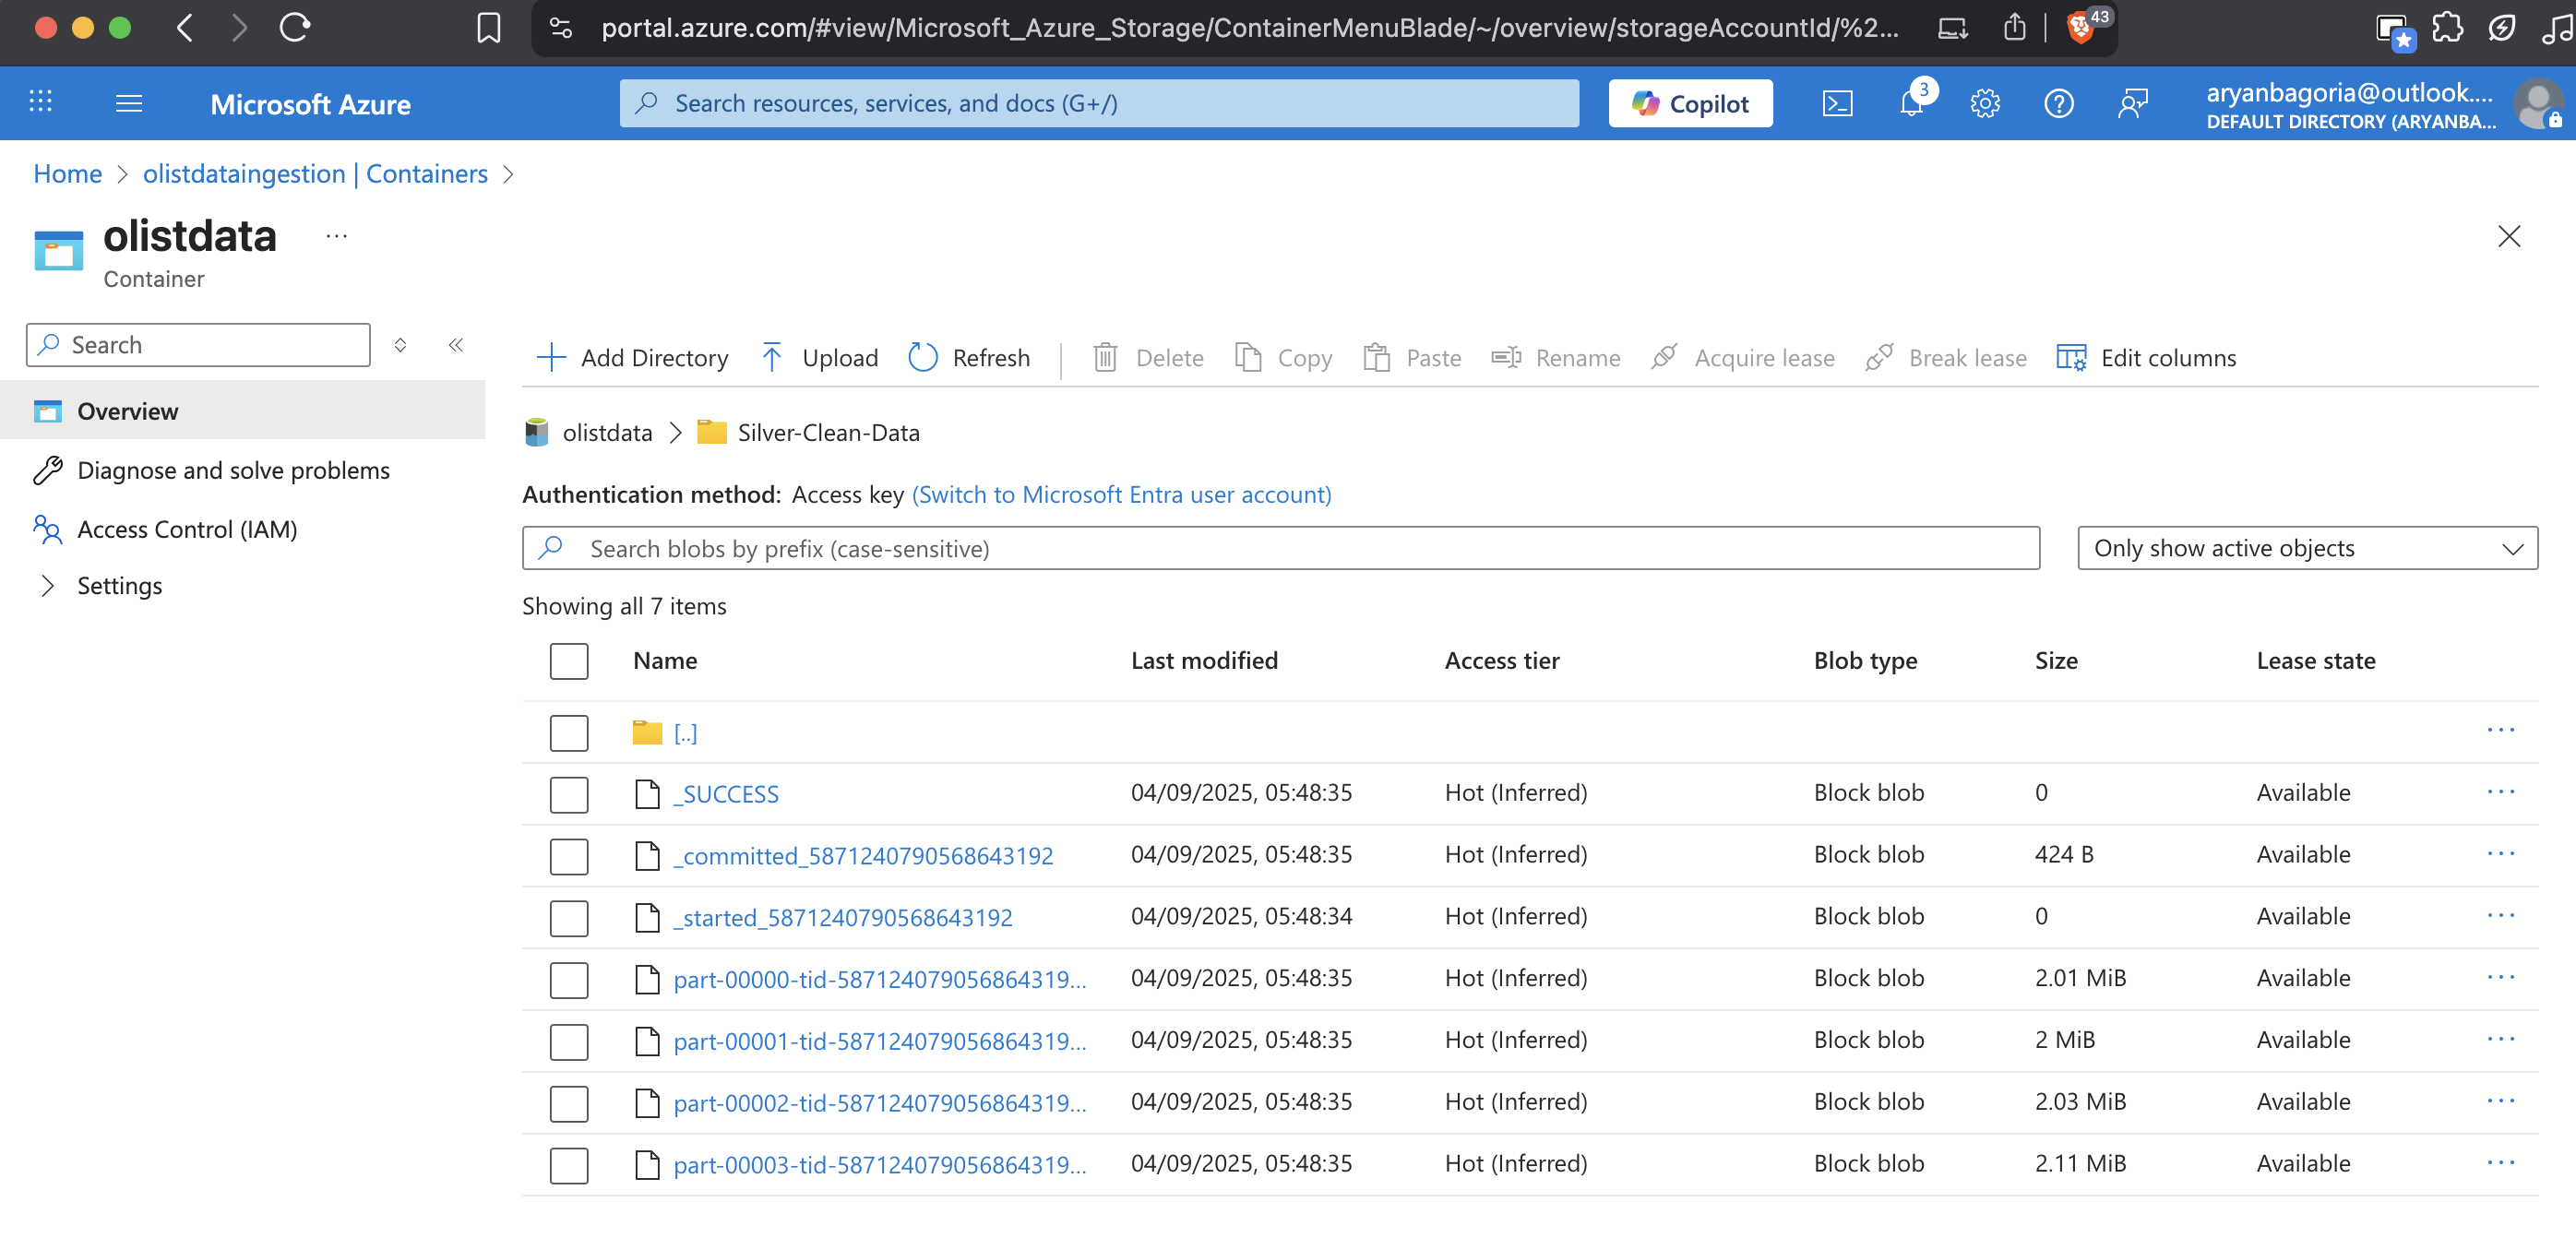 portal.azure.com/#view/Microsoft_Azure_Storage/ContainerMenuBlade/~/overview/storageAccountId/%2...
43
Microsoft Azure
Search resources, services, and docs (G+/)
Copilot
3
aryanbagoria@outlook....
DEFAULT DIRECTORY (ARYANBA...
Home > olistdataingestion | Containers >
olistdata ...
Container
Search
Overview
Diagnose and solve problems
Access Control (IAM)
Settings
Add Directory Upload Refresh Delete Copy Paste Rename Acquire lease Break lease Edit columns
olistdata > Silver-Clean-Data
Authentication method: Access key (Switch to Microsoft Entra user account)
Search blobs by prefix (case-sensitive)
Only show active objects
Showing all 7 items
Name Last modified Access tier Blob type Size Lease state
[..] ...
_SUCCESS 04/09/2025, 05:48:35 Hot (Inferred) Block blob 0 Available ...
_committed_5871240790568643192 04/09/2025, 05:48:35 Hot (Inferred) Block blob 424 B Available ...
_started_5871240790568643192 04/09/2025, 05:48:34 Hot (Inferred) Block blob 0 Available ...
part-00000-tid-587124079056864319... 04/09/2025, 05:48:35 Hot (Inferred) Block blob 2.01 MiB Available ...
part-00001-tid-587124079056864319... 04/09/2025, 05:48:35 Hot (Inferred) Block blob 2 MiB Available ...
part-00002-tid-587124079056864319... 04/09/2025, 05:48:35 Hot (Inferred) Block blob 2.03 MiB Available ...
part-00003-tid-587124079056864319... 04/09/2025, 05:48:35 Hot (Inferred) Block blob 2.11 MiB Available ...